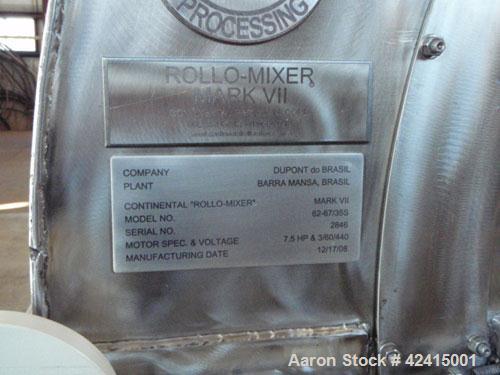 PROCESSING
ROLLO-MIXER
MARK VII
COMPANY DUPONT do BRASIL
PLANT BARRA MANSA, BRASIL
CONTINENTAL "ROLLO-MIXER" MARK VII
MODEL NO. 62-67/35S
SERIAL NO. 2846
MOTOR SPEC. & VOLTAGE 7.5 HP & 3/60/440
MANUFACTURING DATE 12/17/08
Aaron Stock # 42415001